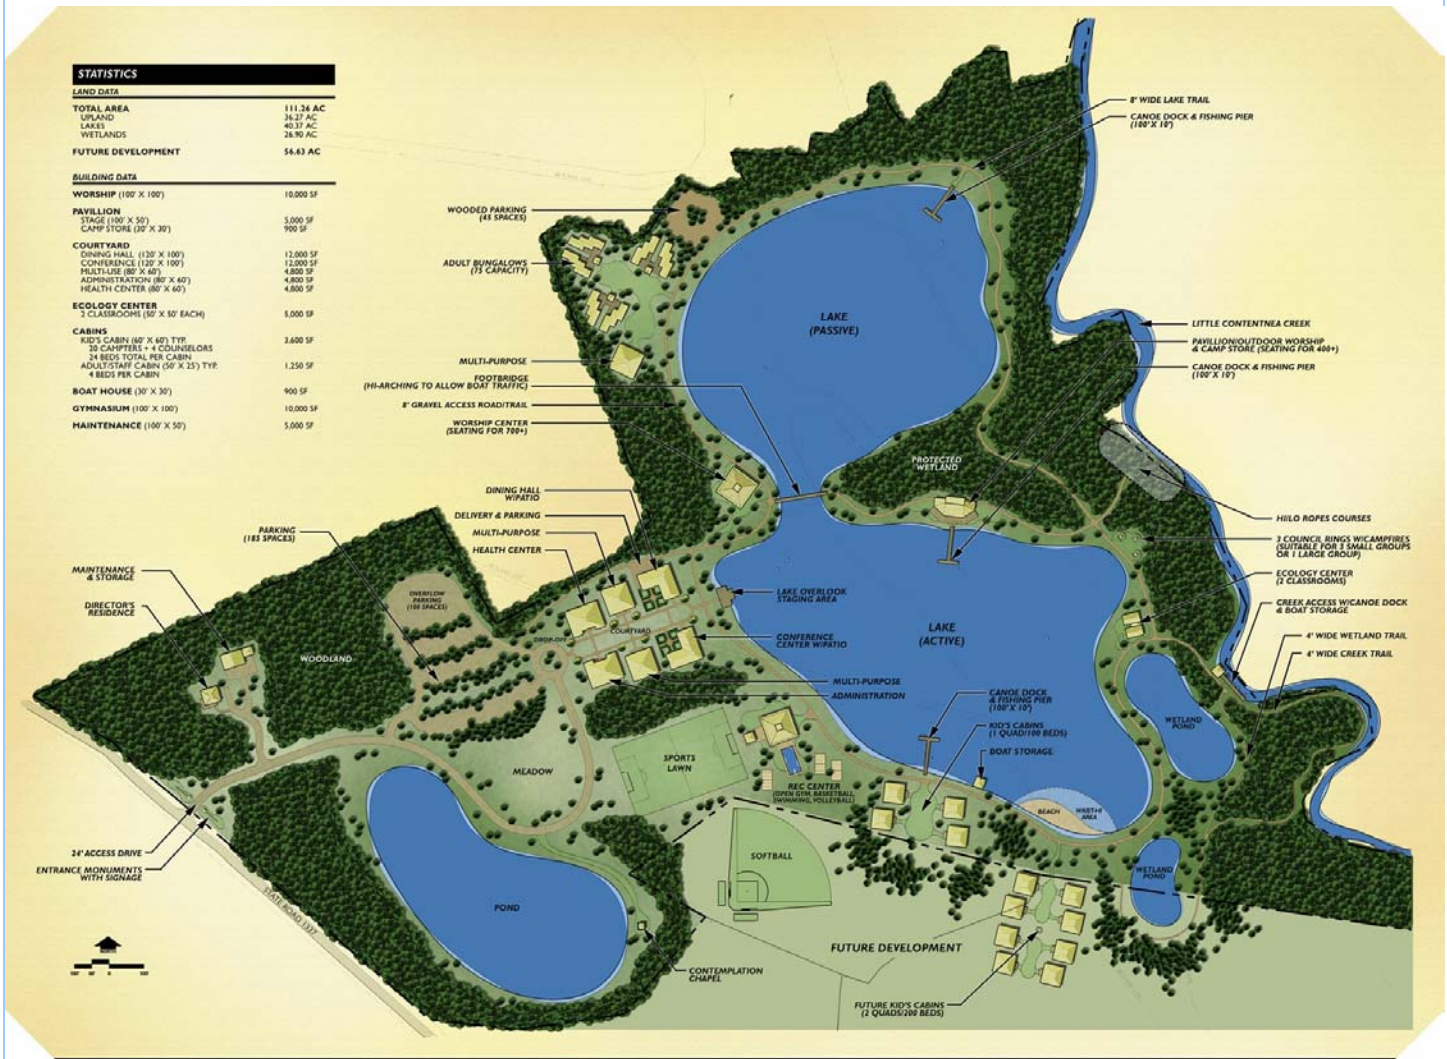 STATISTICS
LAND DATA
TOTAL AREA 111.26 AC
UPLAND 36.27 AC
LAKES 40.37 AC
WETLANDS 26.90 AC
FUTURE DEVELOPMENT 56.63 AC
BUILDING DATA
WORSHIP (100' X 100') 10,000 SF
PAVILLION
STAGE (100' X 50') 5,000 SF
CAMP STORE (30' X 30') 900 SF
COURTYARD
DINING HALL (120' X 100') 12,000 SF
CONFERENCE (120' X 100') 12,000 SF
MULTI-USE (80' X 60') 4,800 SF
ADMINISTRATION (80' X 60') 4,800 SF
HEALTH CENTER (80' X 60') 4,800 SF
ECOLOGY CENTER
2 CLASSROOMS (50' X 50' EACH) 5,000 SF
CABINS
KID'S CABIN (60' X 60') TYP. 3,600 SF
20 CAMPTERS + 4 COUNSELORS
24 BEDS TOTAL PER CABIN
ADULT/STAFF CABIN (50' X 25') TYP. 1,250 SF
4 BEDS PER CABIN
BOAT HOUSE (30' X 30') 900 SF
GYMNASIUM (100' X 100') 10,000 SF
MAINTENANCE (100' X 50') 5,000 SF
8' WIDE LAKE TRAIL
CANOE DOCK & FISHING PIER
(100' X 10')
WOODED PARKING
(45 SPACES)
ADULT BUNGALOWS
(75 CAPACITY)
LAKE
(PASSIVE)
LITTLE CONTENTNEA CREEK
PAVILLION/OUTDOOR WORSHIP
& CAMP STORE (SEATING FOR 400+)
CANOE DOCK & FISHING PIER
(100' X 10')
MULTI-PURPOSE
FOOTBRIDGE
(HI-ARCHING TO ALLOW BOAT TRAFFIC)
8' GRAVEL ACCESS ROAD/TRAIL
WORSHIP CENTER
(SEATING FOR 700+)
PROTECTED
WETLAND
DINING HALL
W/PATIO
DELIVERY & PARKING
MULTI-PURPOSE
HEALTH CENTER
PARKING
(185 SPACES)
HI/LO ROPES COURSES
3 COUNCIL RINGS W/CAMPFIRES
(SUITABLE FOR 3 SMALL GROUPS
OR 1 LARGE GROUP)
MAINTENANCE
& STORAGE
DIRECTOR'S
RESIDENCE
OVERFLOW
PARKING
(100 SPACES)
LAKE OVERLOOK
STAGING AREA
ECOLOGY CENTER
(2 CLASSROOMS)
CREEK ACCESS W/CANOE DOCK
& BOAT STORAGE
4' WIDE WETLAND TRAIL
4' WIDE CREEK TRAIL
LAKE
(ACTIVE)
DROP-OFF
COURTYARD
CONFERENCE
CENTER W/PATIO
WOODLAND
MULTI-PURPOSE
ADMINISTRATION
CANOE DOCK
& FISHING PIER
(100' X 10')
KID'S CABINS
(1 QUAD/100 BEDS)
BOAT STORAGE
WETLAND
POND
SPORTS
LAWN
MEADOW
REC CENTER
(OPEN GYM, BASKETBALL,
SWIMMING, VOLLEYBALL)
BEACH
AREA
24' ACCESS DRIVE
ENTRANCE MONUMENTS
WITH SIGNAGE
STATE ROAD
SOFTBALL
WETLAND
POND
POND
FUTURE DEVELOPMENT
CONTEMPLATION
CHAPEL
FUTURE KID'S CABINS
(2 QUADS/200 BEDS)